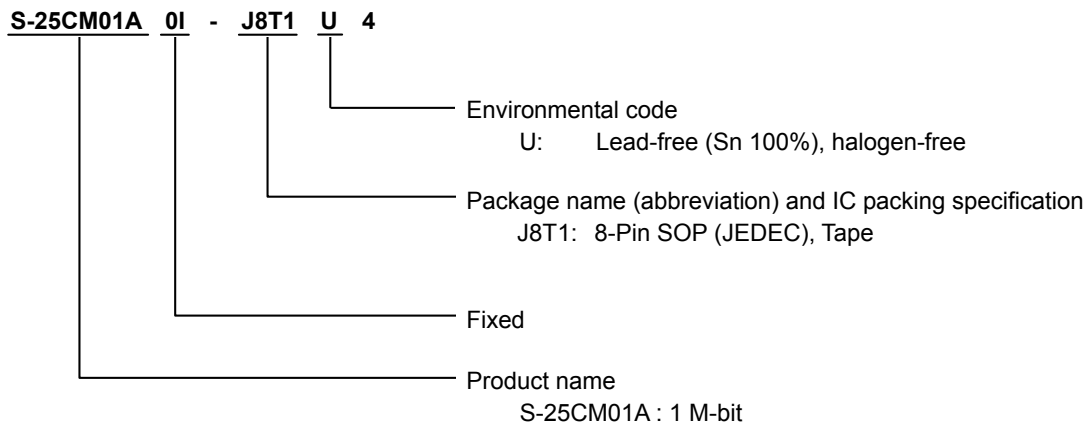 S-25CM01A 0I - J8T1 U 4
Environmental code
U: Lead-free (Sn 100%), halogen-free
Package name (abbreviation) and IC packing specification
J8T1: 8-Pin SOP (JEDEC), Tape
Fixed
Product name
S-25CM01A : 1 M-bit